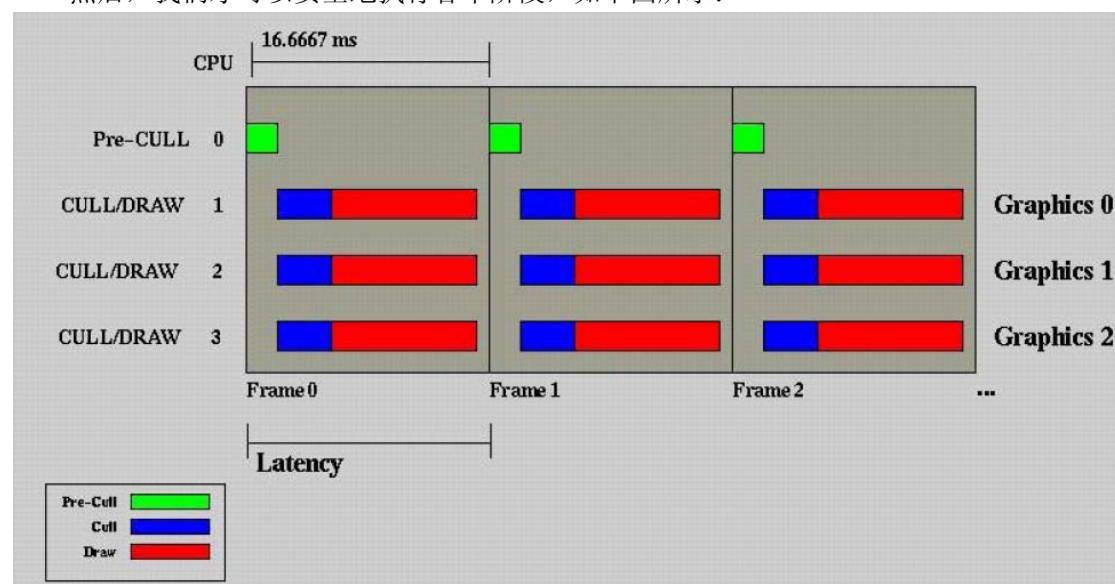 16.6667 ms
CPU
Pre-CULL 0
CULL/DRAW 1 Graphics 0
CULL/DRAW 2 Graphics 1
CULL/DRAW 3 Graphics 2
Frame 0 Frame 1 Frame 2 ...
Latency
Pre-Cull
Cull
Draw